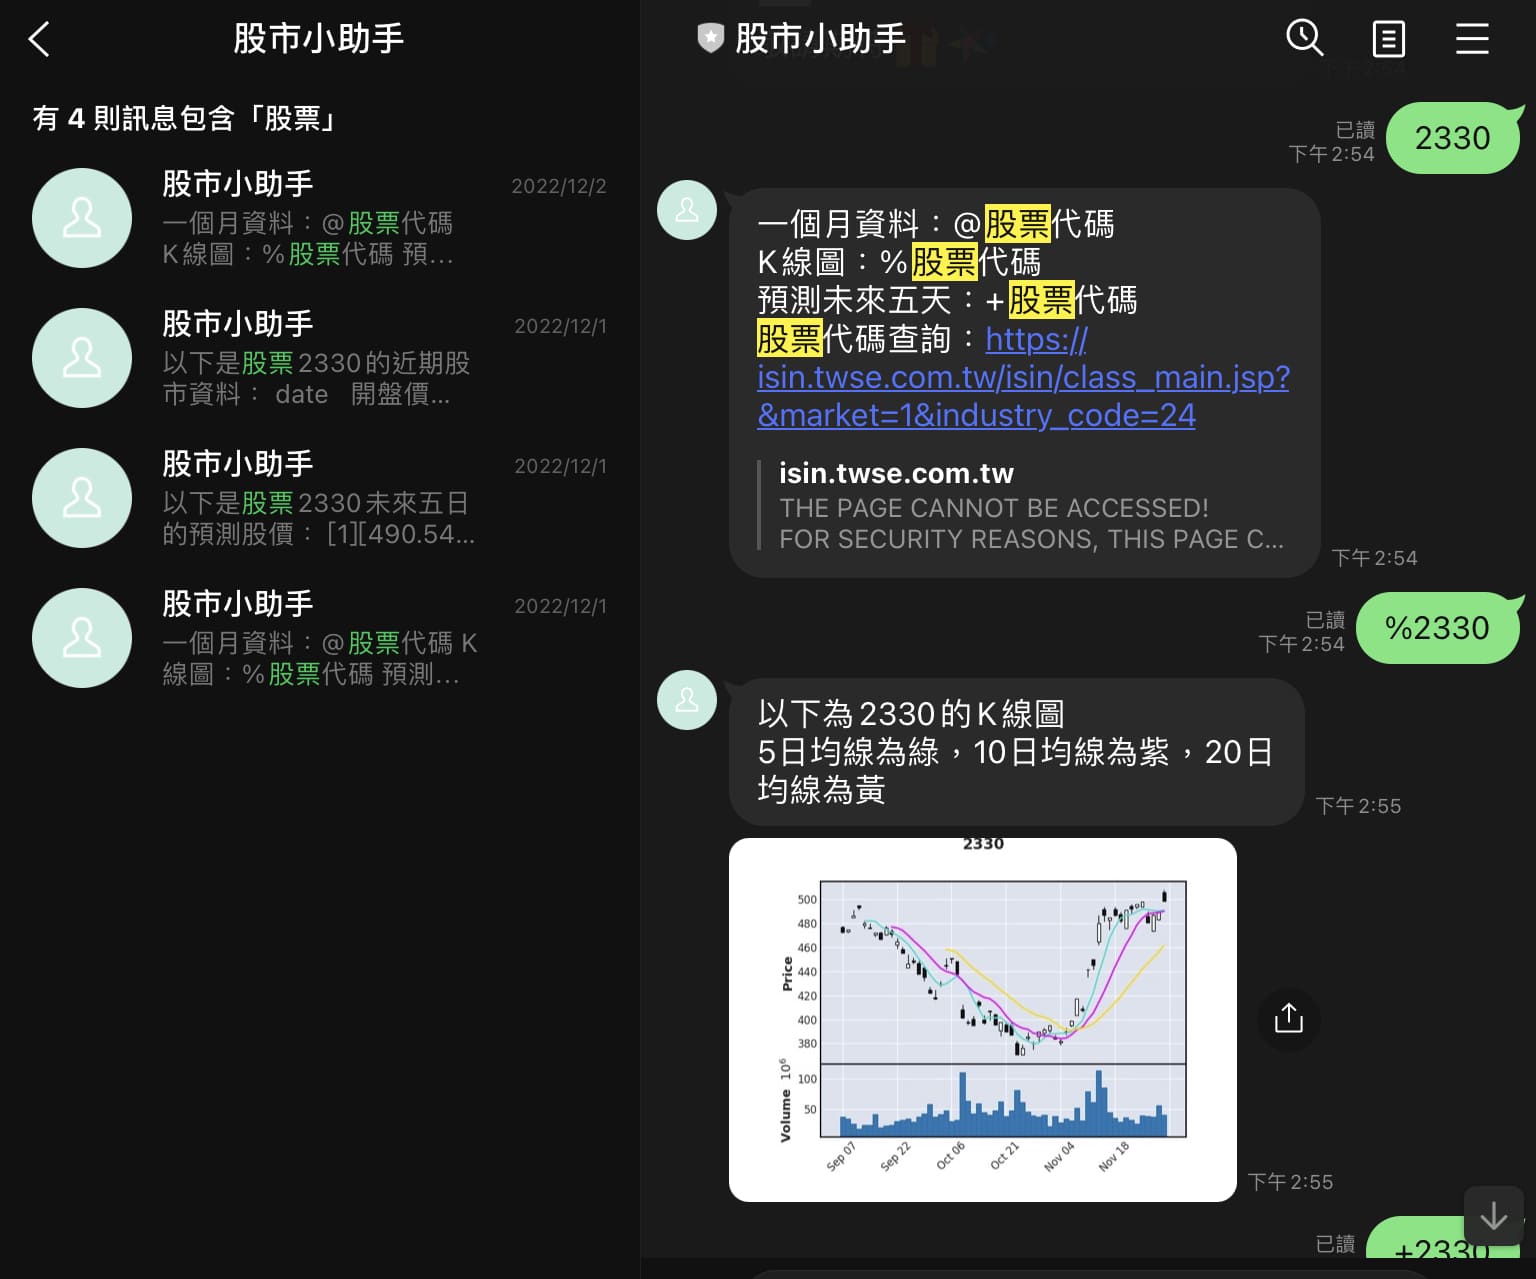 股市小助手
有 4 則訊息包含「股票」
股市小助手
2022/12/2
一個月資料：@股票代碼
K線圖：%股票代碼 預...
股市小助手
2022/12/1
以下是股票2330的近期股
市資料： date 開盤價...
股市小助手
2022/12/1
以下是股票2330未來五日
的預測股價： [1][490.54...
股市小助手
2022/12/1
一個月資料：@股票代碼 K
線圖：%股票代碼 預測...
股市小助手
已讀
下午2:54
2330
一個月資料：@股票代碼
K線圖：%股票代碼
預測未來五天：+股票代碼
股票代碼查詢：https://
isin.twse.com.tw/isin/class_main.jsp?
&market=1&industry_code=24
isin.twse.com.tw
THE PAGE CANNOT BE ACCESSED!
FOR SECURITY REASONS, THIS PAGE C...
下午2:54
已讀
下午2:54
%2330
以下為2330的K線圖
5日均線為綠，10日均線為紫，20日
均線為黃
下午2:55
2330
Price
500
480
460
440
420
400
380
Volume 10⁶
100
50
Sep 07
Sep 22
Oct 06
Oct 21
Nov 04
Nov 18
下午2:55
已讀
+2330